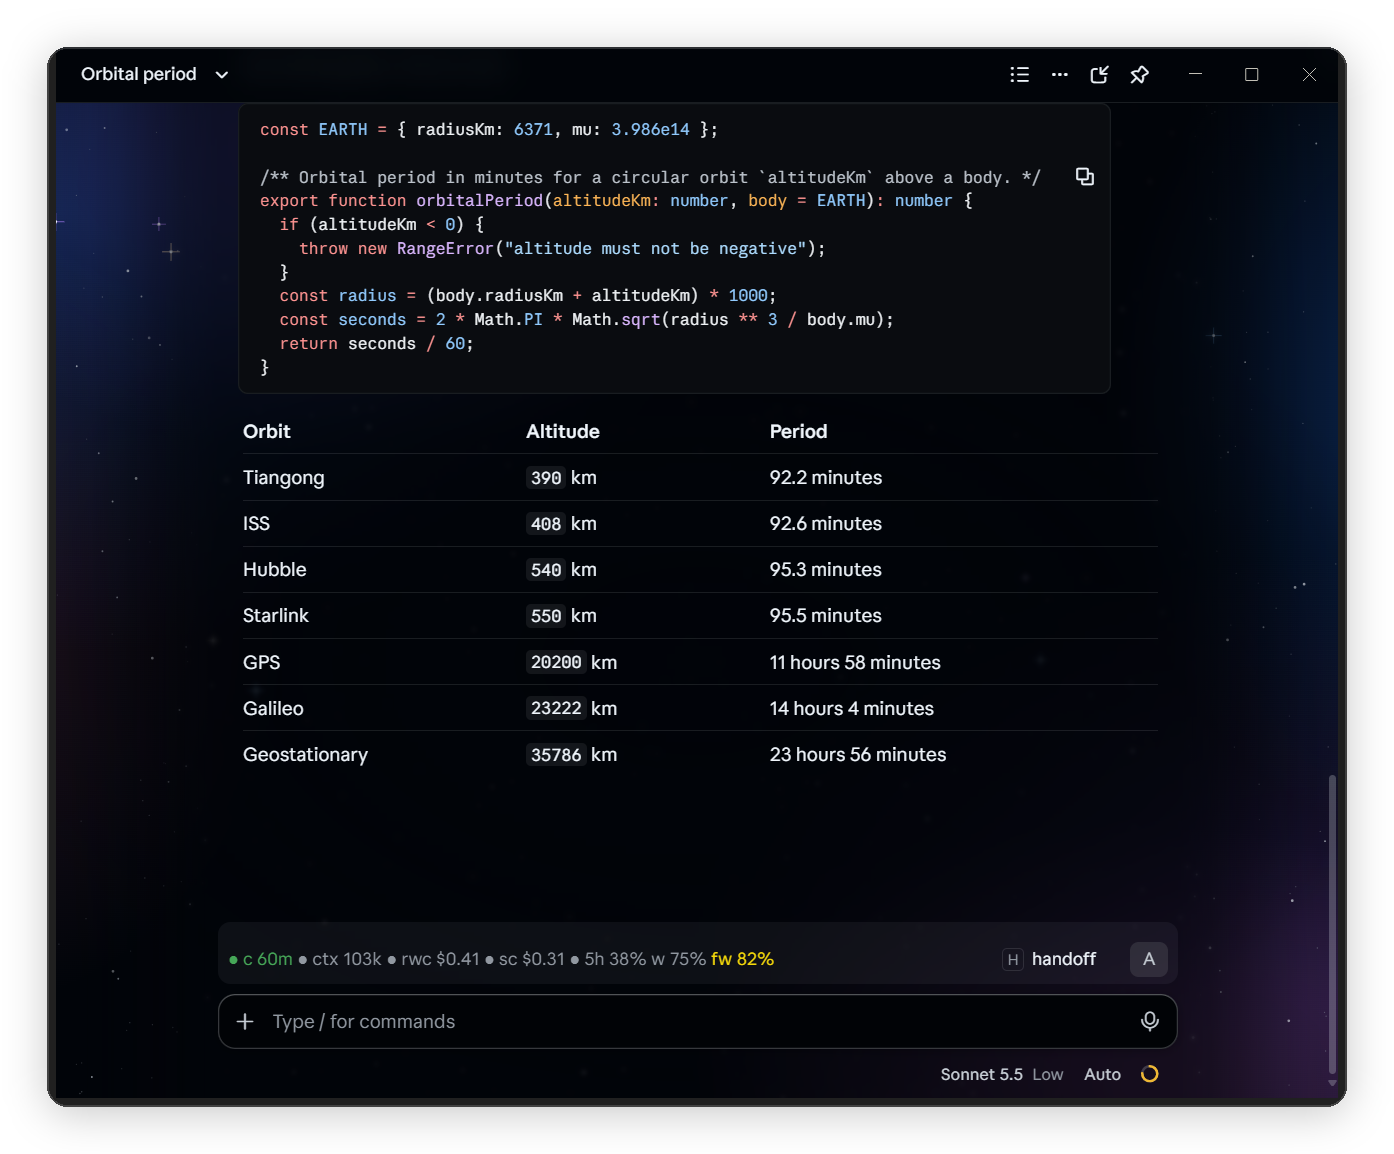 Orbital period
const EARTH = { radiusKm: 6371, mu: 3.986e14 };
/** Orbital period in minutes for a circular orbit `altitudeKm` above a body. */
export function orbitalPeriod(altitudeKm: number, body = EARTH): number {
  if (altitudeKm < 0) {
    throw new RangeError("altitude must not be negative");
  }
  const radius = (body.radiusKm + altitudeKm) * 1000;
  const seconds = 2 * Math.PI * Math.sqrt(radius ** 3 / body.mu);
  return seconds / 60;
}
Orbit Altitude Period
Tiangong 390 km 92.2 minutes
ISS 408 km 92.6 minutes
Hubble 540 km 95.3 minutes
Starlink 550 km 95.5 minutes
GPS 20200 km 11 hours 58 minutes
Galileo 23222 km 14 hours 4 minutes
Geostationary 35786 km 23 hours 56 minutes
● c 60m ● ctx 103k ● rwc $0.41 ● sc $0.31 ● 5h 38% w 75% fw 82% H handoff A
Type / for commands
Sonnet 5.5 Low Auto